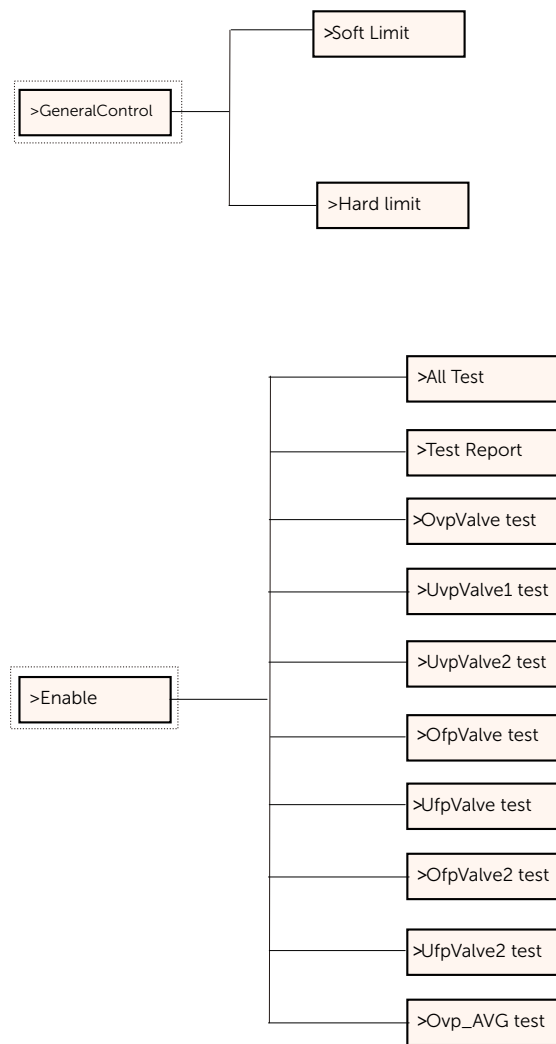 >Soft Limit
>GeneralControl
>Hard limit
>All Test
>Test Report
>OvpValve test
>UvpValve1 test
>UvpValve2 test
>Enable
>OfpValve test
>UfpValve test
>OfpValve2 test
>UfpValve2 test
>Ovp_AVG test